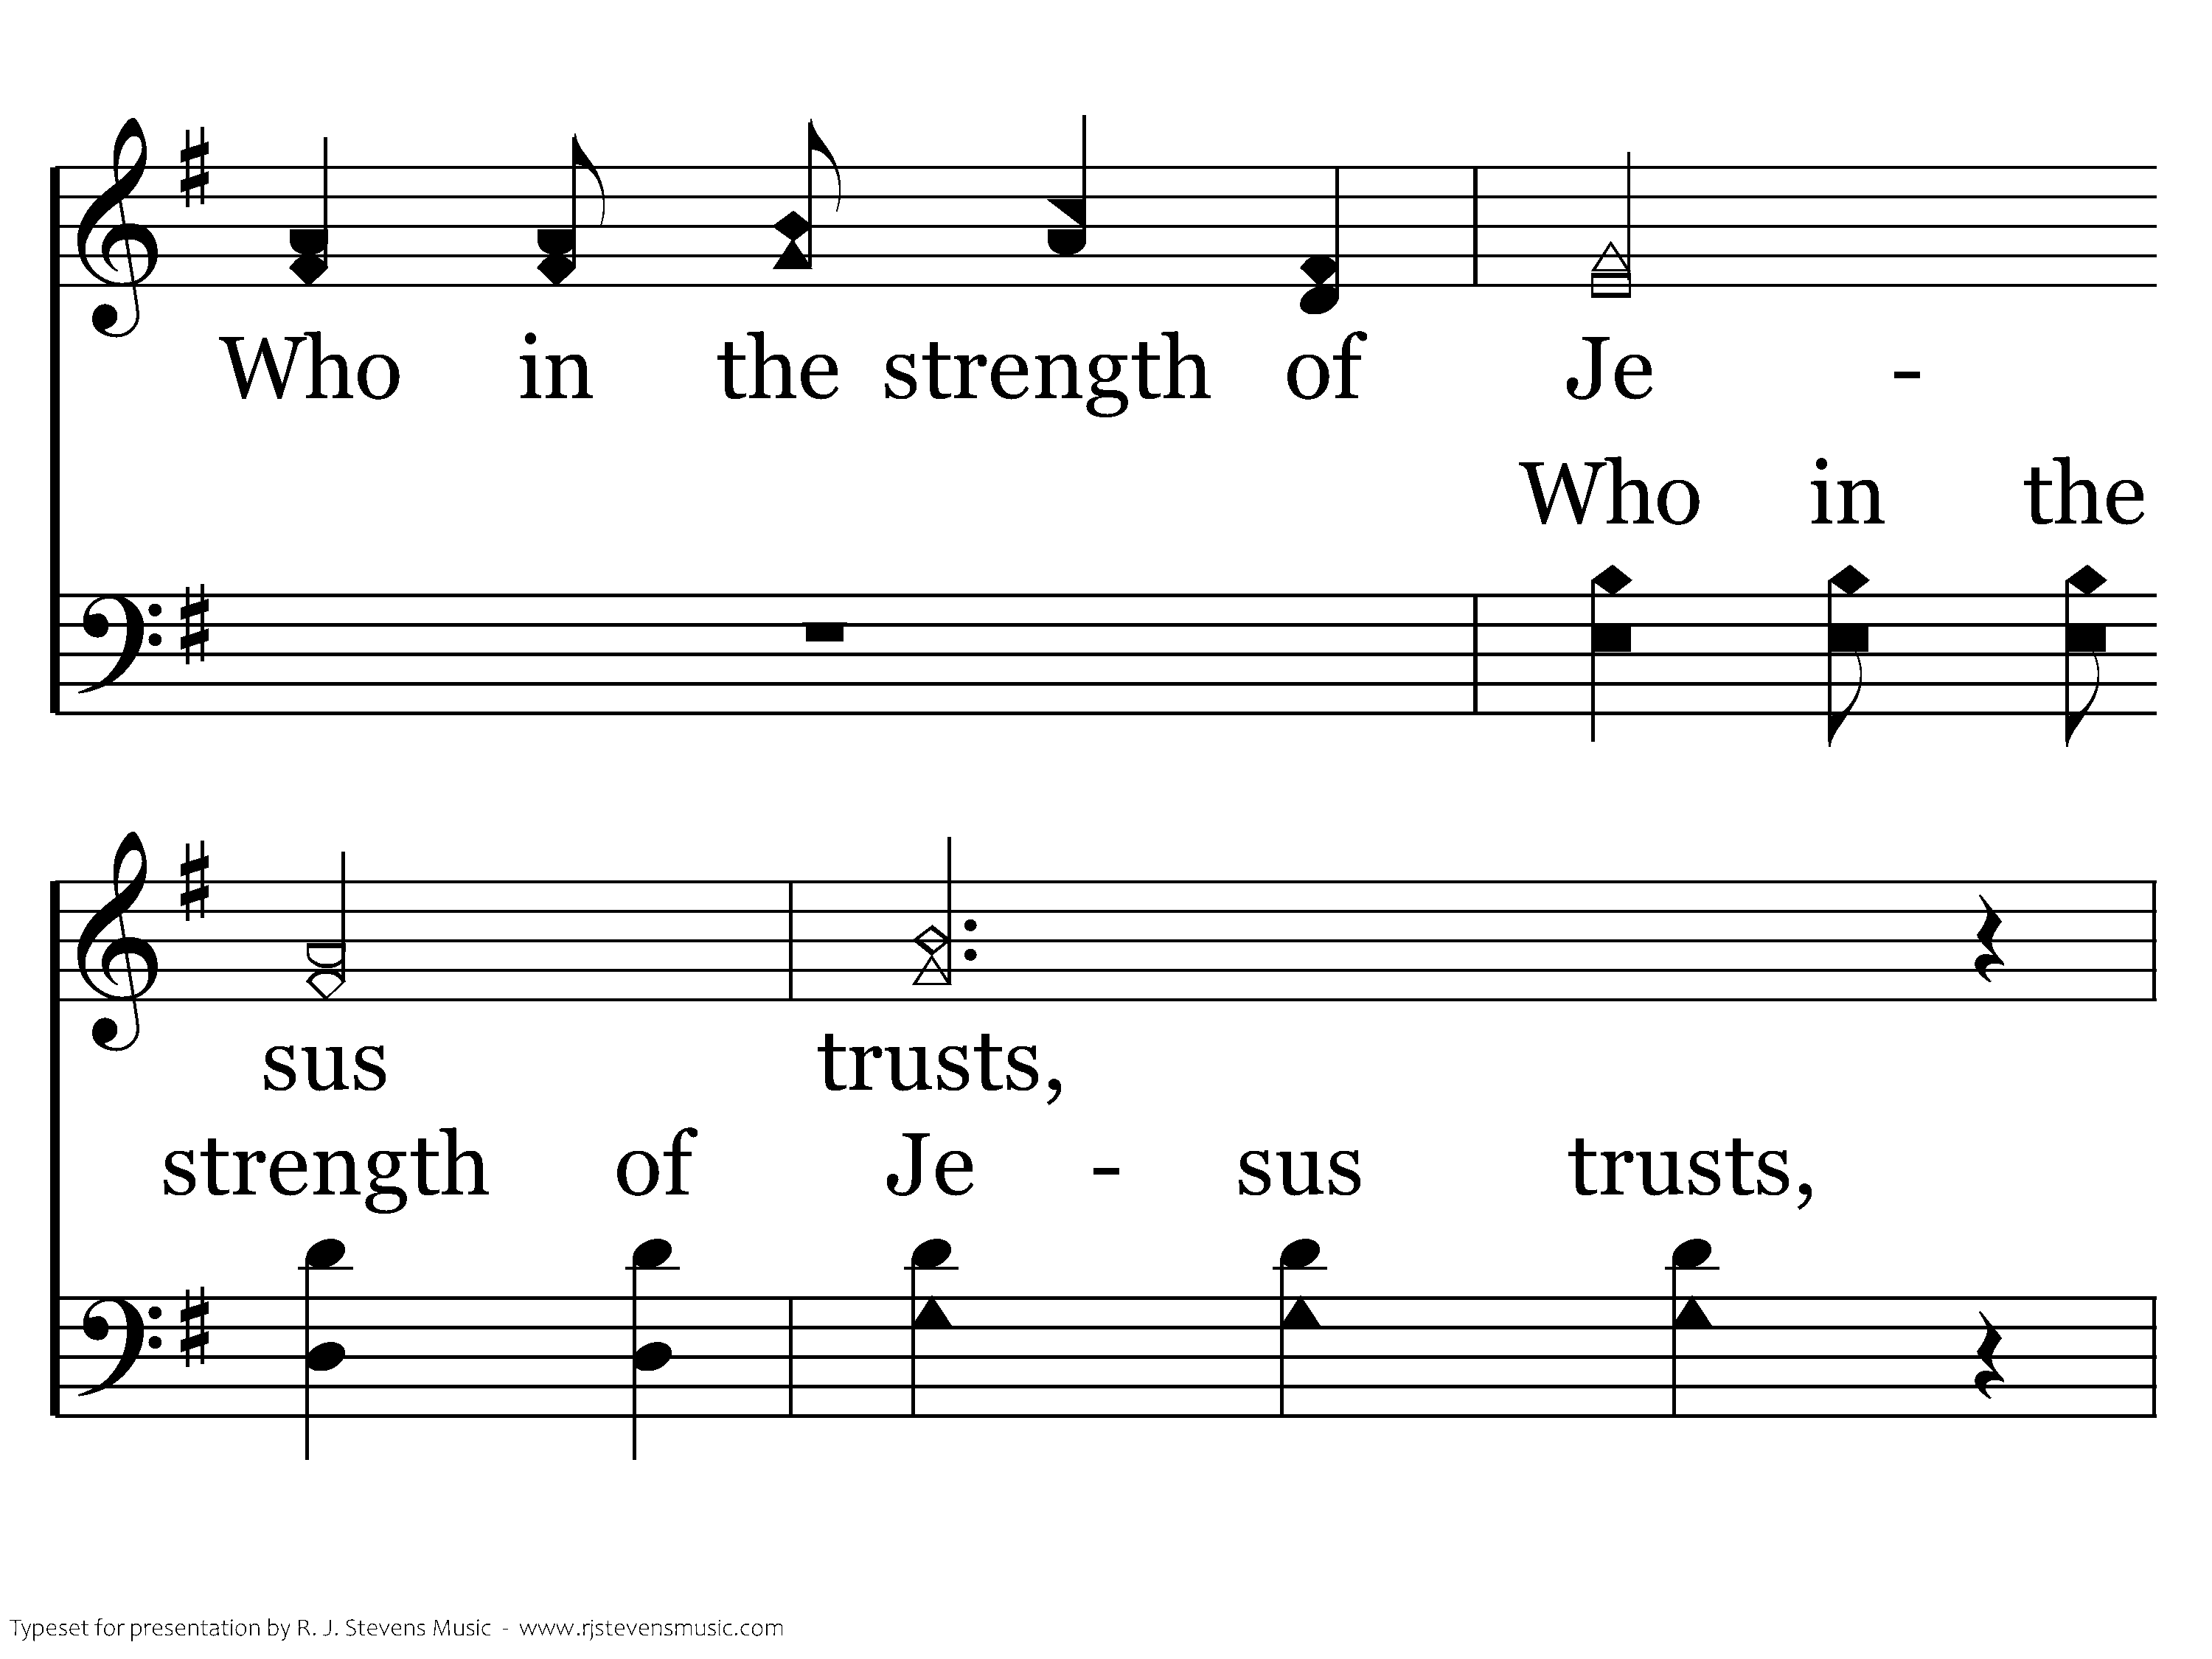 Who in the strength of Je -
Who in the
sus trusts,
strength of Je - sus trusts,
Typeset for presentation by R. J. Stevens Music - www.rjstevensmusic.com